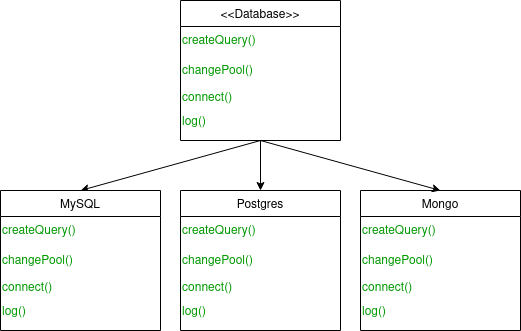 <<Database>>
createQuery()
changePool()
connect()
log()
MySQL
createQuery()
changePool()
connect()
log()
Postgres
createQuery()
changePool()
connect()
log()
Mongo
createQuery()
changePool()
connect()
log()